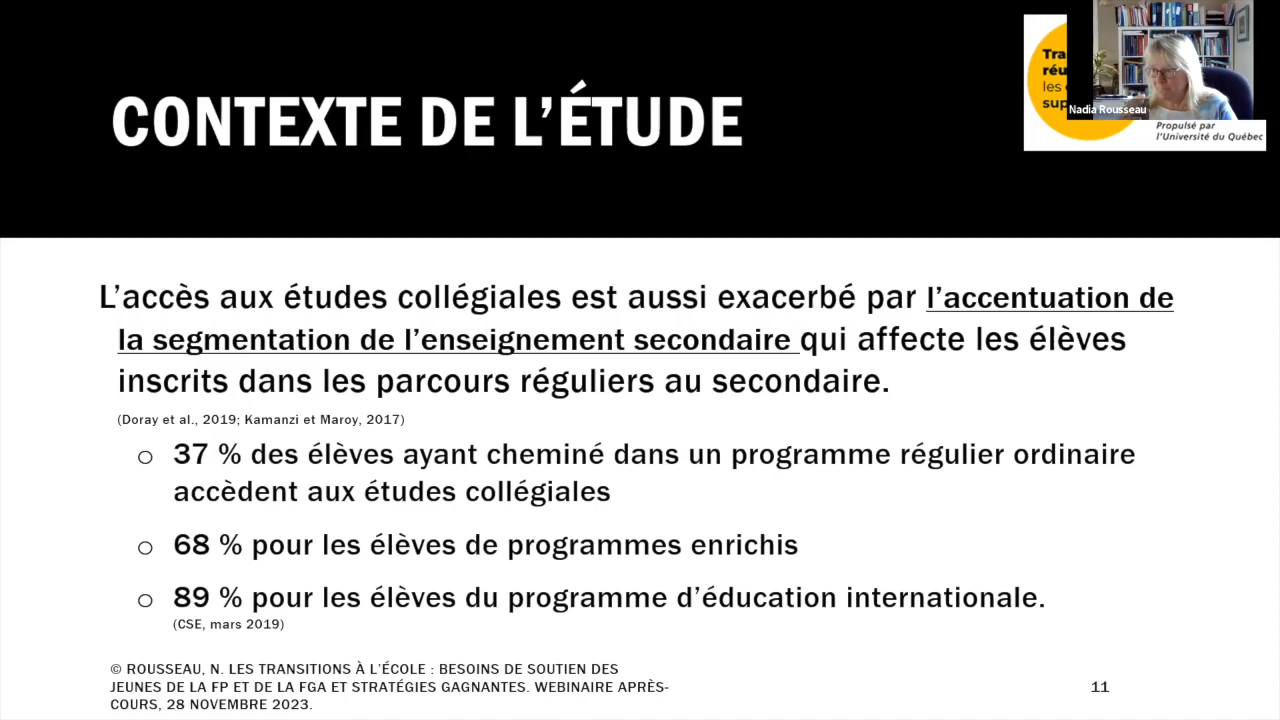 CONTEXTE DE L'ÉTUDE
Tra
réu
les
sup
Nadia Rousseau
Propulsé par
l'Université du Québec
L'accès aux études collégiales est aussi exacerbé par l'accentuation de
la segmentation de l'enseignement secondaire qui affecte les élèves
inscrits dans les parcours réguliers au secondaire.
(Doray et al., 2019; Kamanzi et Maroy, 2017)
o 37 % des élèves ayant cheminé dans un programme régulier ordinaire
accèdent aux études collégiales
o 68 % pour les élèves de programmes enrichis
o 89 % pour les élèves du programme d'éducation internationale.
(CSE, mars 2019)
© ROUSSEAU, N. LES TRANSITIONS À L'ÉCOLE : BESOINS DE SOUTIEN DES
JEUNES DE LA FP ET DE LA FGA ET STRATÉGIES GAGNANTES. WEBINAIRE APRÈS-
COURS, 28 NOVEMBRE 2023.
11